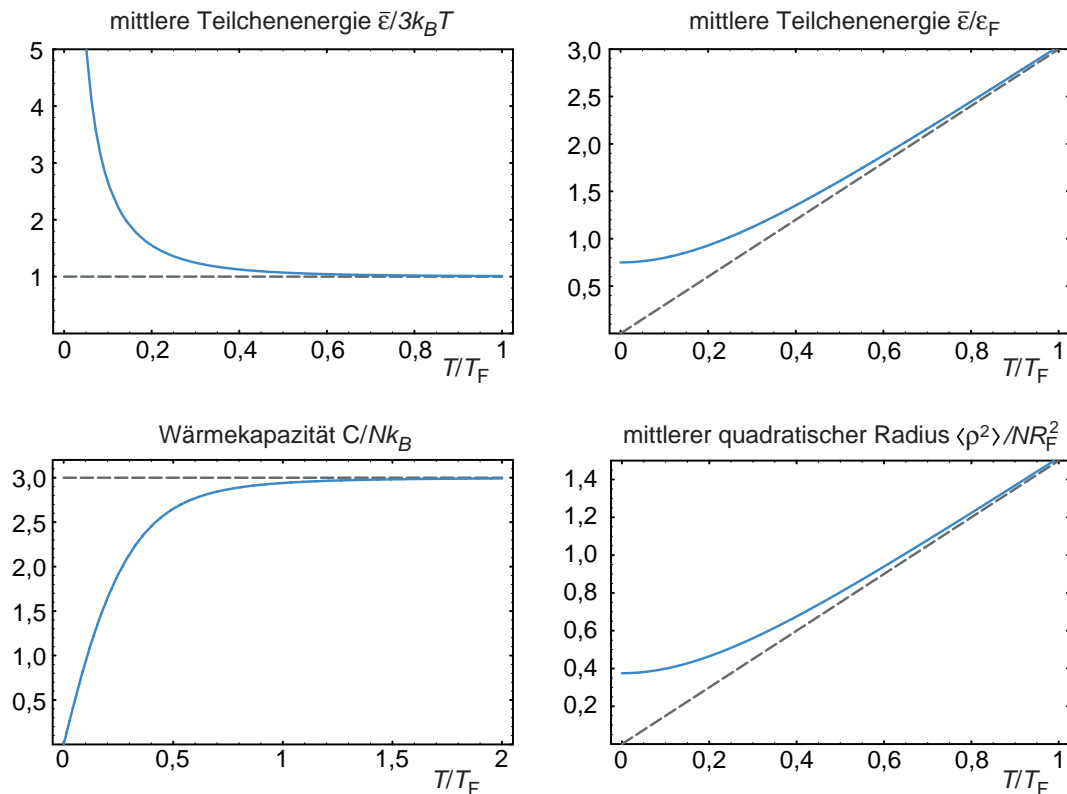 mittlere Teilchenenergie ε̄/3k_BT
5
4
3
2
1
0 0,2 0,4 0,6 0,8 1
T/T_F
mittlere Teilchenenergie ε̄/ε_F
3,0
2,5
2,0
1,5
1,0
0,5
0 0,2 0,4 0,6 0,8 1
T/T_F
Wärmekapazität C/Nk_B
3,0
2,5
2,0
1,5
1,0
0,5
0 0,5 1 1,5 2
T/T_F
mittlerer quadratischer Radius ⟨ρ²⟩/NR_F²
1,4
1,2
1,0
0,8
0,6
0,4
0,2
0 0,2 0,4 0,6 0,8 1
T/T_F